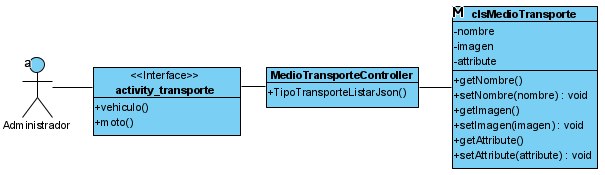 a
Administrador
<<Interface>>
activity_transporte
+vehiculo()
+moto()
MedioTransporteController
+TipoTransporteListarJson()
M
clsMedioTransporte
-nombre
-imagen
-attribute
+getNombre()
+setNombre(nombre) : void
+getImagen()
+setImagen(imagen) : void
+getAttribute()
+setAttribute(attribute) : void